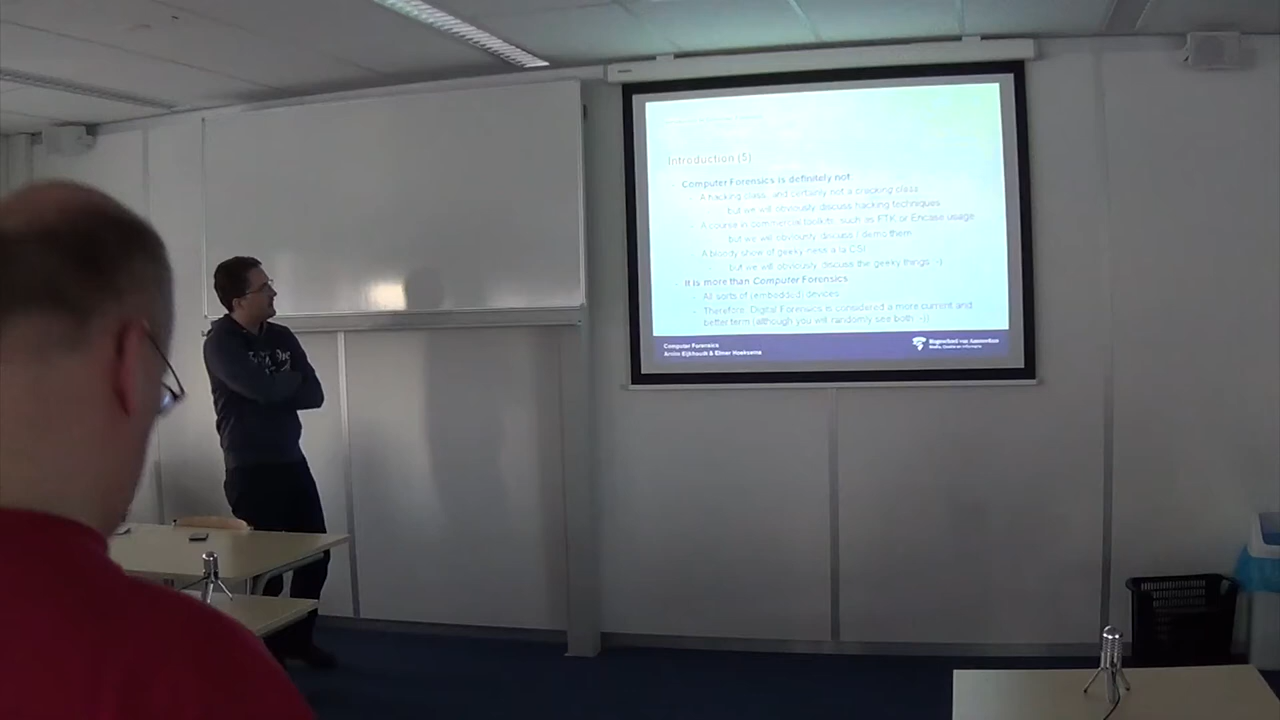 Introduction (5)
- Computer Forensics is definitely not
- A hacking class, and certainly not a cracking class
but we will obviously discuss hacking techniques
- A course in commercial toolkits, such as FTK or Encase usage
but we will obviously discuss / demo them
- A bloody show of geeky-ness a la CSI
- but we will obviously discuss the geeky things :-)
- It is more than Computer Forensics
- All sorts of (embedded) devices
- Therefore, Digital Forensics is considered a more current and
better term (although you will randomly see both :-))
Computer Forensics
Arnim Eijkhoudt & Elmer Hoeksema
Hogeschool van Amsterdam